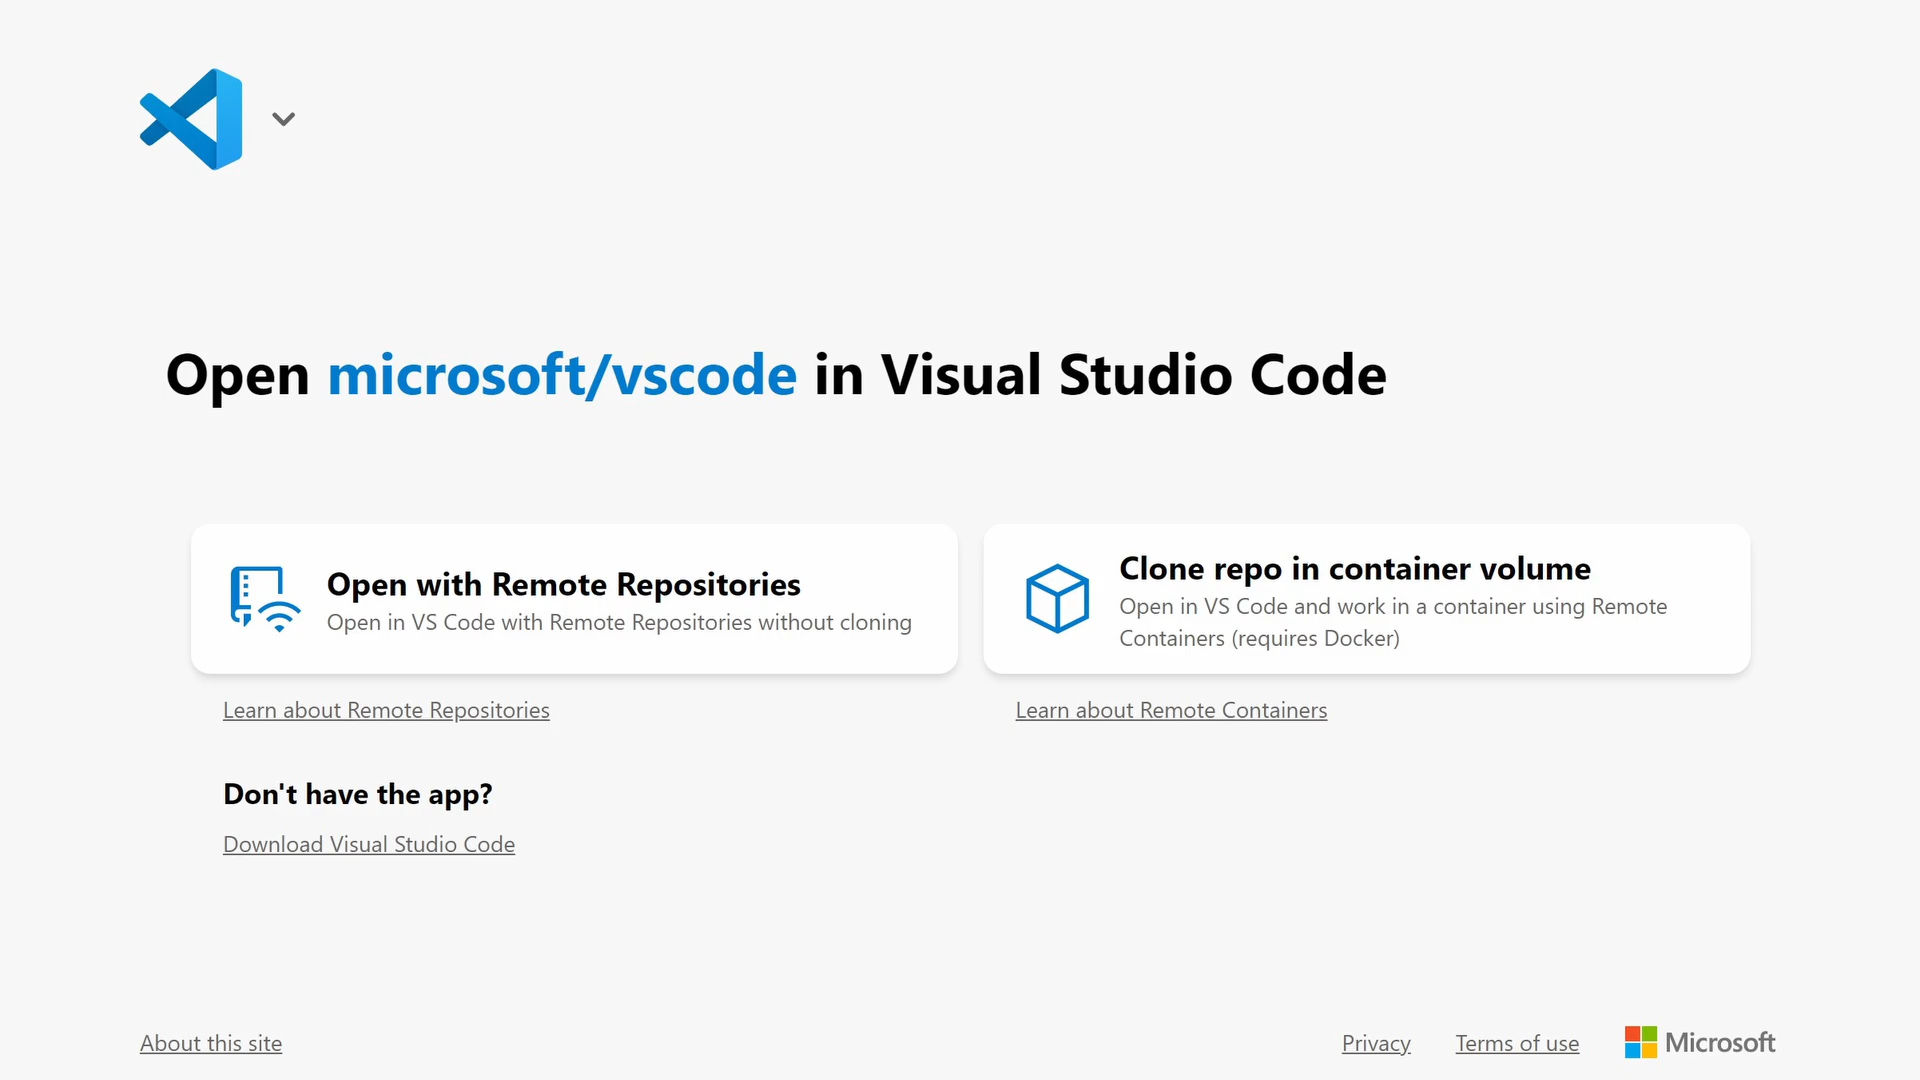 Open microsoft/vscode in Visual Studio Code
Open with Remote Repositories
Open in VS Code with Remote Repositories without cloning
Learn about Remote Repositories
Clone repo in container volume
Open in VS Code and work in a container using Remote
Containers (requires Docker)
Learn about Remote Containers
Don't have the app?
Download Visual Studio Code
About this site
Privacy
Terms of use
Microsoft